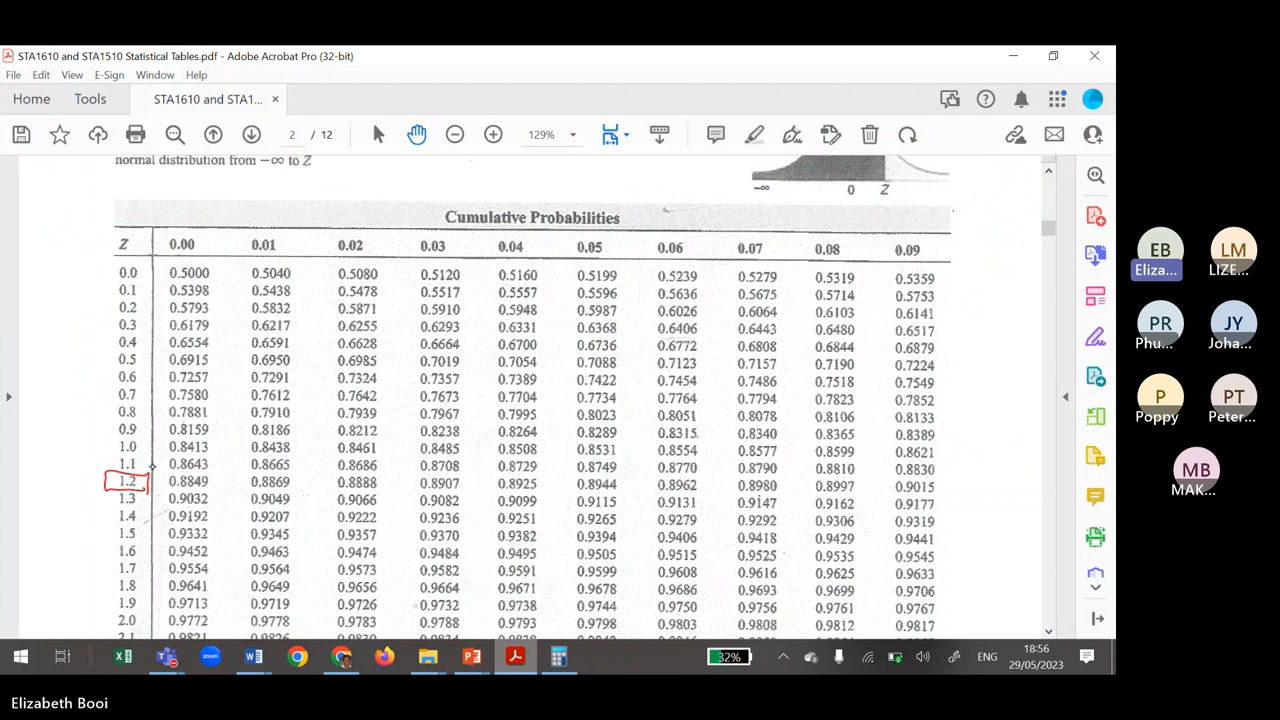 STA1610 and STA1510 Statistical Tables.pdf - Adobe Acrobat Pro (32-bit)
File Edit View E-Sign Window Help
Home Tools STA1610 and STA1... ×
2 / 12 129%
normal distribution from −∞ to Z
−∞ 0 Z
Cumulative Probabilities
Z 0.00 0.01 0.02 0.03 0.04 0.05 0.06 0.07 0.08 0.09
0.0 0.5000 0.5040 0.5080 0.5120 0.5160 0.5199 0.5239 0.5279 0.5319 0.5359
0.1 0.5398 0.5438 0.5478 0.5517 0.5557 0.5596 0.5636 0.5675 0.5714 0.5753
0.2 0.5793 0.5832 0.5871 0.5910 0.5948 0.5987 0.6026 0.6064 0.6103 0.6141
0.3 0.6179 0.6217 0.6255 0.6293 0.6331 0.6368 0.6406 0.6443 0.6480 0.6517
0.4 0.6554 0.6591 0.6628 0.6664 0.6700 0.6736 0.6772 0.6808 0.6844 0.6879
0.5 0.6915 0.6950 0.6985 0.7019 0.7054 0.7088 0.7123 0.7157 0.7190 0.7224
0.6 0.7257 0.7291 0.7324 0.7357 0.7389 0.7422 0.7454 0.7486 0.7518 0.7549
0.7 0.7580 0.7612 0.7642 0.7673 0.7704 0.7734 0.7764 0.7794 0.7823 0.7852
0.8 0.7881 0.7910 0.7939 0.7967 0.7995 0.8023 0.8051 0.8078 0.8106 0.8133
0.9 0.8159 0.8186 0.8212 0.8238 0.8264 0.8289 0.8315 0.8340 0.8365 0.8389
1.0 0.8413 0.8438 0.8461 0.8485 0.8508 0.8531 0.8554 0.8577 0.8599 0.8621
1.1 0.8643 0.8665 0.8686 0.8708 0.8729 0.8749 0.8770 0.8790 0.8810 0.8830
1.2 0.8849 0.8869 0.8888 0.8907 0.8925 0.8944 0.8962 0.8980 0.8997 0.9015
1.3 0.9032 0.9049 0.9066 0.9082 0.9099 0.9115 0.9131 0.9147 0.9162 0.9177
1.4 0.9192 0.9207 0.9222 0.9236 0.9251 0.9265 0.9279 0.9292 0.9306 0.9319
1.5 0.9332 0.9345 0.9357 0.9370 0.9382 0.9394 0.9406 0.9418 0.9429 0.9441
1.6 0.9452 0.9463 0.9474 0.9484 0.9495 0.9505 0.9515 0.9525 0.9535 0.9545
1.7 0.9554 0.9564 0.9573 0.9582 0.9591 0.9599 0.9608 0.9616 0.9625 0.9633
1.8 0.9641 0.9649 0.9656 0.9664 0.9671 0.9678 0.9686 0.9693 0.9699 0.9706
1.9 0.9713 0.9719 0.9726 0.9732 0.9738 0.9744 0.9750 0.9756 0.9761 0.9767
2.0 0.9772 0.9778 0.9783 0.9788 0.9793 0.9798 0.9803 0.9808 0.9812 0.9817
EB LM
Eliza... LIZE...
PR JY
Phu... Joha...
P PT
Poppy Peter...
MB
MAK...
32% ENG 18:56
29/05/2023
Elizabeth Booi